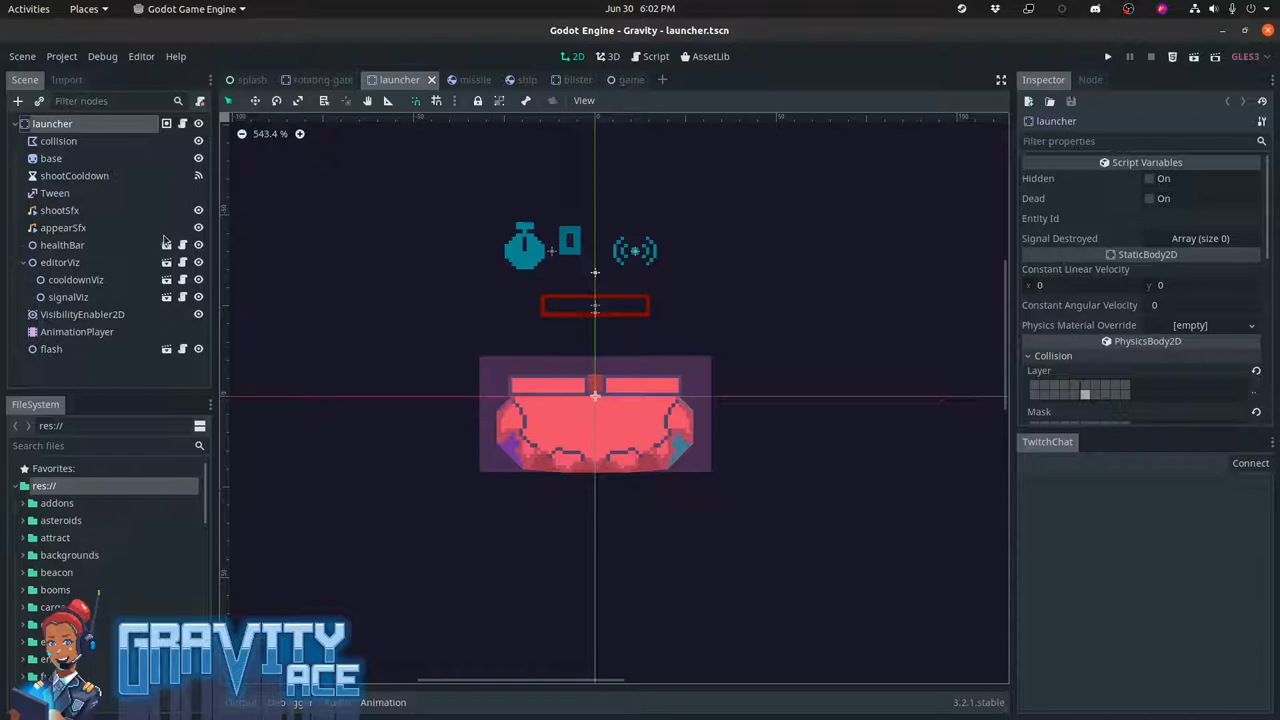 Activities Places Godot Game Engine Jun 30 6:02 PM
Godot Engine - Gravity - launcher.tscn
Scene Project Debug Editor Help 2D 3D Script AssetLib GLES3
Scene Import splash rotating-gate launcher missile ship blister game Inspector Node
Filter nodes View
launcher
collision
base
shootCooldown
Tween
shootSfx
appearSfx
healthBar
editorViz
cooldownViz
signalViz
VisibilityEnabler2D
AnimationPlayer
flash
FileSystem
res://
Search files
Favorites:
res://
addons
asteroids
attract
backgrounds
beacon
booms
543.4 %
launcher
Filter properties
Script Variables
Hidden On
Dead On
Entity Id
Signal Destroyed Array (size 0)
StaticBody2D
Constant Linear Velocity
x 0 y 0
Constant Angular Velocity 0
Physics Material Override [empty]
PhysicsBody2D
Collision
Layer
Mask
TwitchChat
Connect
GRAVITY
ACE
Animation 3.2.1.stable